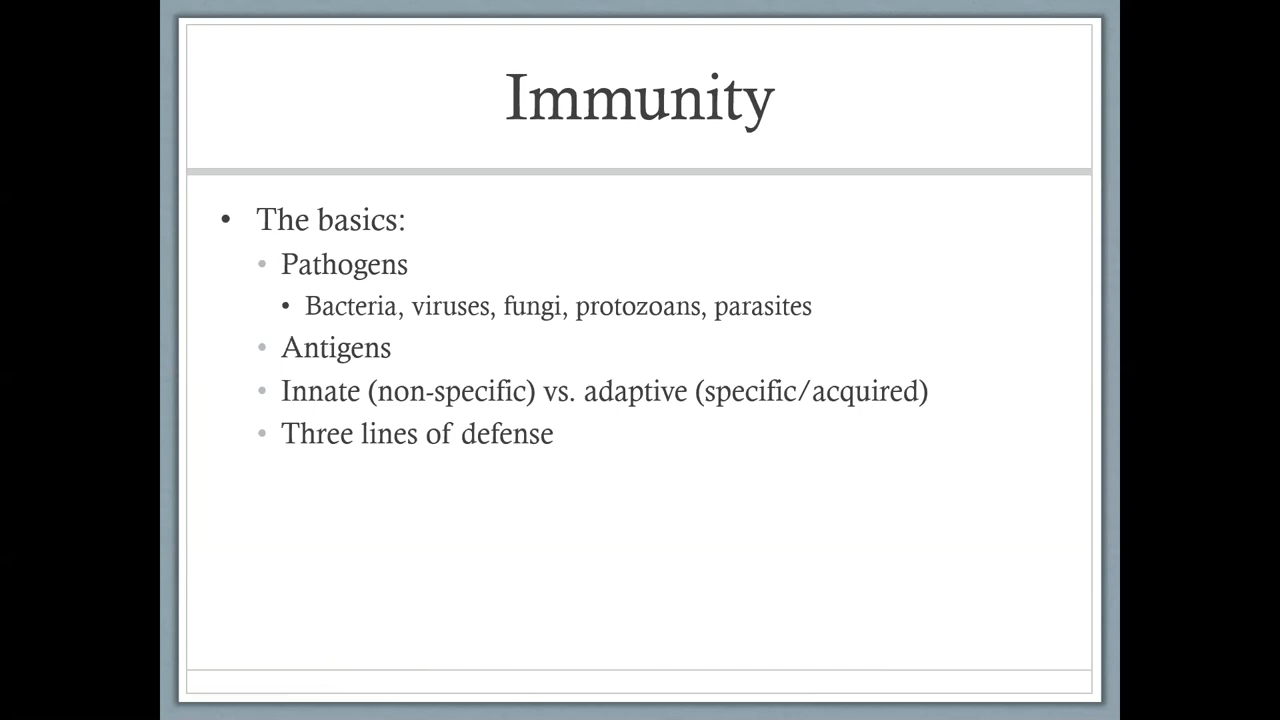 Immunity
• The basics:
• Pathogens
• Bacteria, viruses, fungi, protozoans, parasites
• Antigens
• Innate (non-specific) vs. adaptive (specific/acquired)
• Three lines of defense